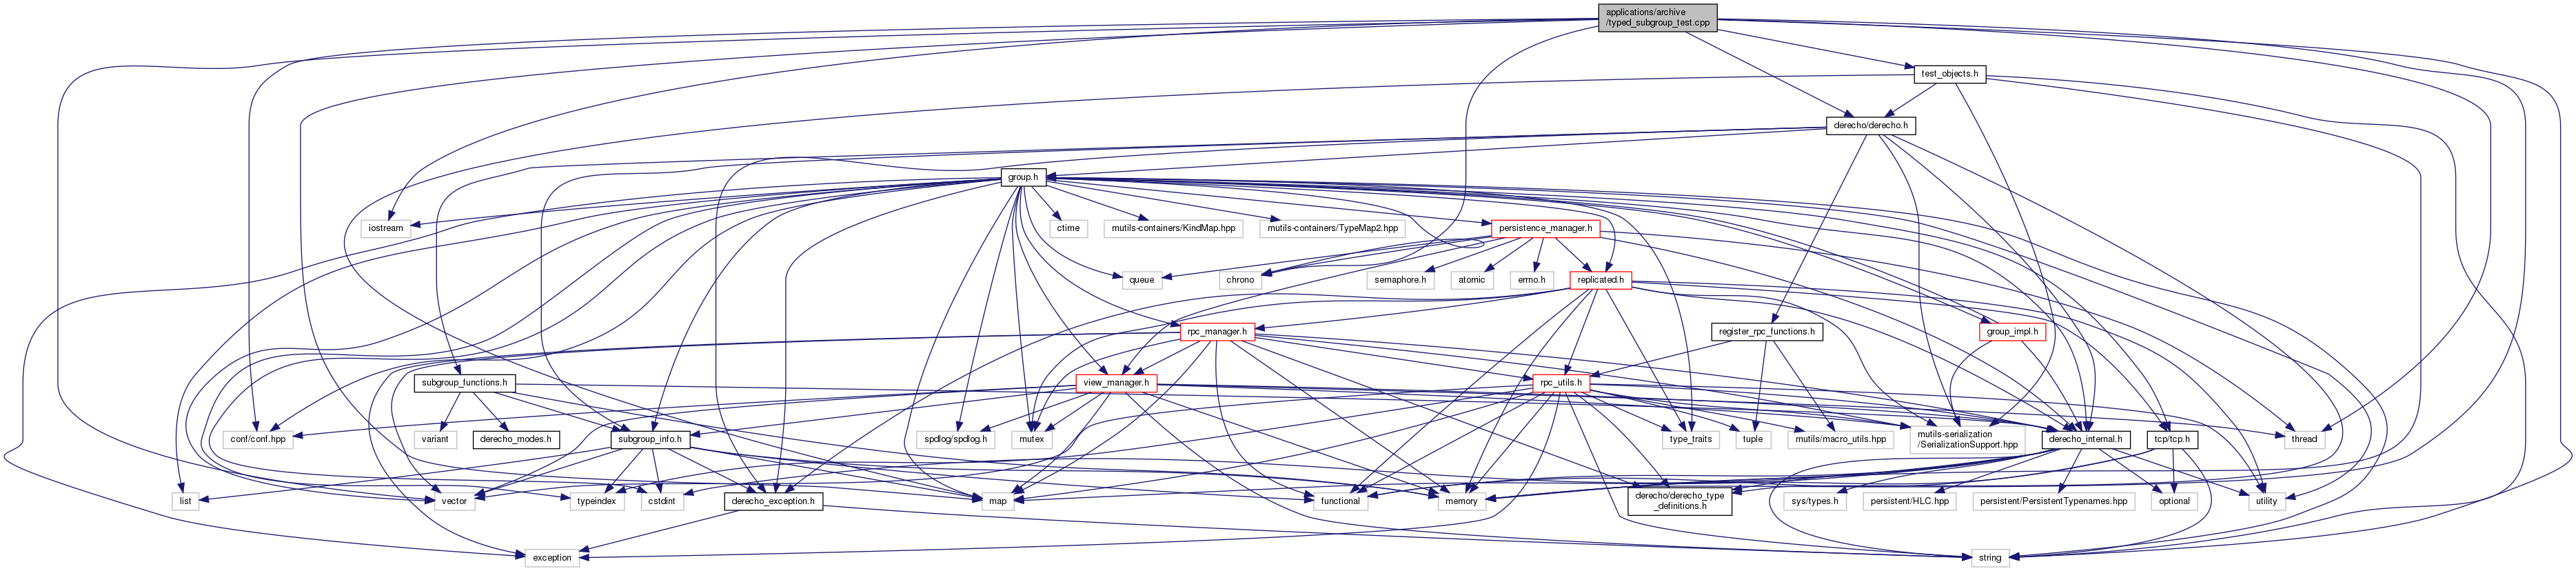 applications/archive
/typed_subgroup_test.cpp
test_objects.h
derecho/derecho.h
group.h
iostream
ctime
mutils-containers/KindMap.hpp
mutils-containers/TypeMap2.hpp
persistence_manager.h
queue
chrono
semaphore.h
atomic
errno.h
replicated.h
rpc_manager.h
register_rpc_functions.h
group_impl.h
subgroup_functions.h
view_manager.h
rpc_utils.h
conf/conf.hpp
variant
derecho_modes.h
subgroup_info.h
spdlog/spdlog.h
mutex
type_traits
tuple
mutils/macro_utils.hpp
mutils-serialization
/SerializationSupport.hpp
derecho_internal.h
tcp/tcp.h
thread
list
vector
typeindex
cstdint
derecho_exception.h
map
functional
memory
derecho/derecho_type
_definitions.h
sys/types.h
persistent/HLC.hpp
persistent/PersistentTypenames.hpp
optional
utility
exception
string